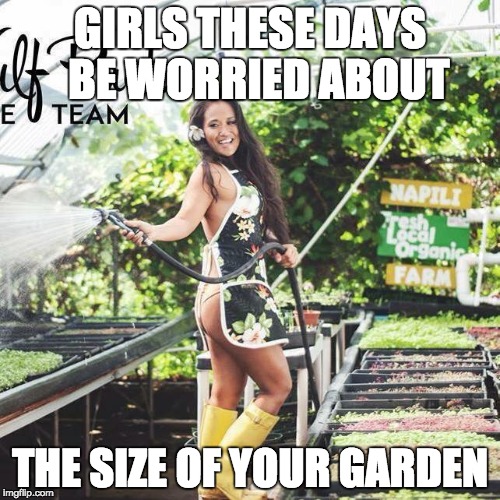 GIRLS THESE DAYS
BE WORRIED ABOUT
E TEAM
NAPILI
Fresh
Local
Organic
FARM
THE SIZE OF YOUR GARDEN
imgflip.com